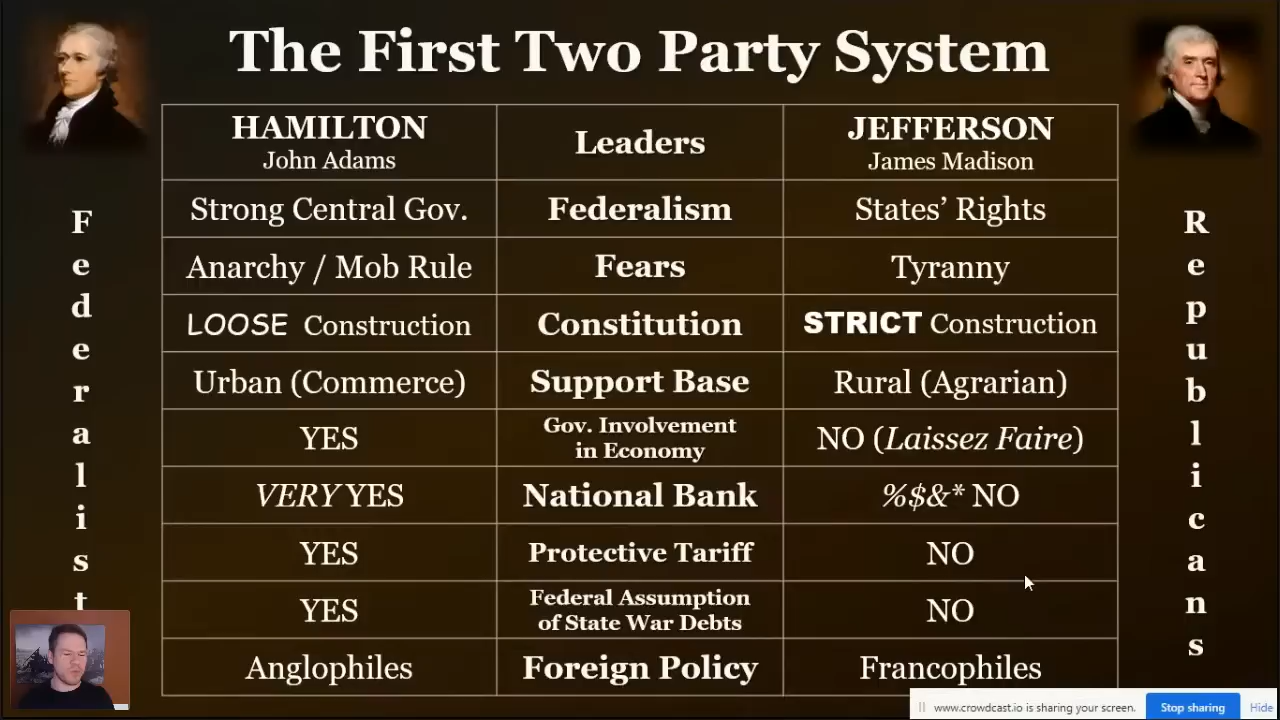 The First Two Party System
HAMILTON
John Adams
Leaders
JEFFERSON
James Madison
Strong Central Gov.
Federalism
States’ Rights
Anarchy / Mob Rule
Fears
Tyranny
LOOSE Construction
Constitution
STRICT Construction
Urban (Commerce)
Support Base
Rural (Agrarian)
YES
Gov. Involvement
in Economy
NO (Laissez Faire)
VERY YES
National Bank
%$&* NO
YES
Protective Tariff
NO
YES
Federal Assumption
of State War Debts
NO
Anglophiles
Foreign Policy
Francophiles
Federalist
Republicans
www.crowdcast.io is sharing your screen.
Stop sharing
Hide